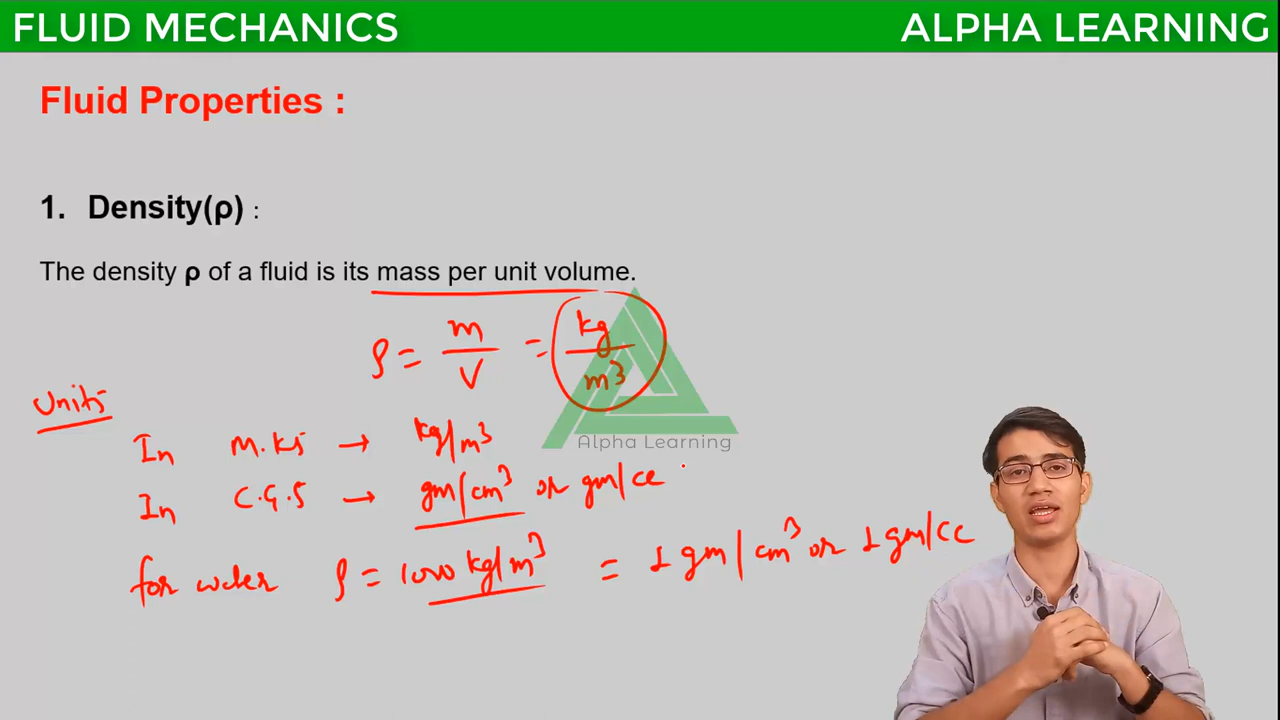 FLUID MECHANICS
ALPHA LEARNING
Fluid Properties :
1. Density(ρ) :
The density ρ of a fluid is its mass per unit volume.
ρ = m/V = kg/m³
Units
In M.KS → kg/m³
In C.G.S → gm/cm³ or gm/cc
Alpha Learning
for water ρ = 1000 kg/m³ = 1 gm/cm³ or 1 gm/cc